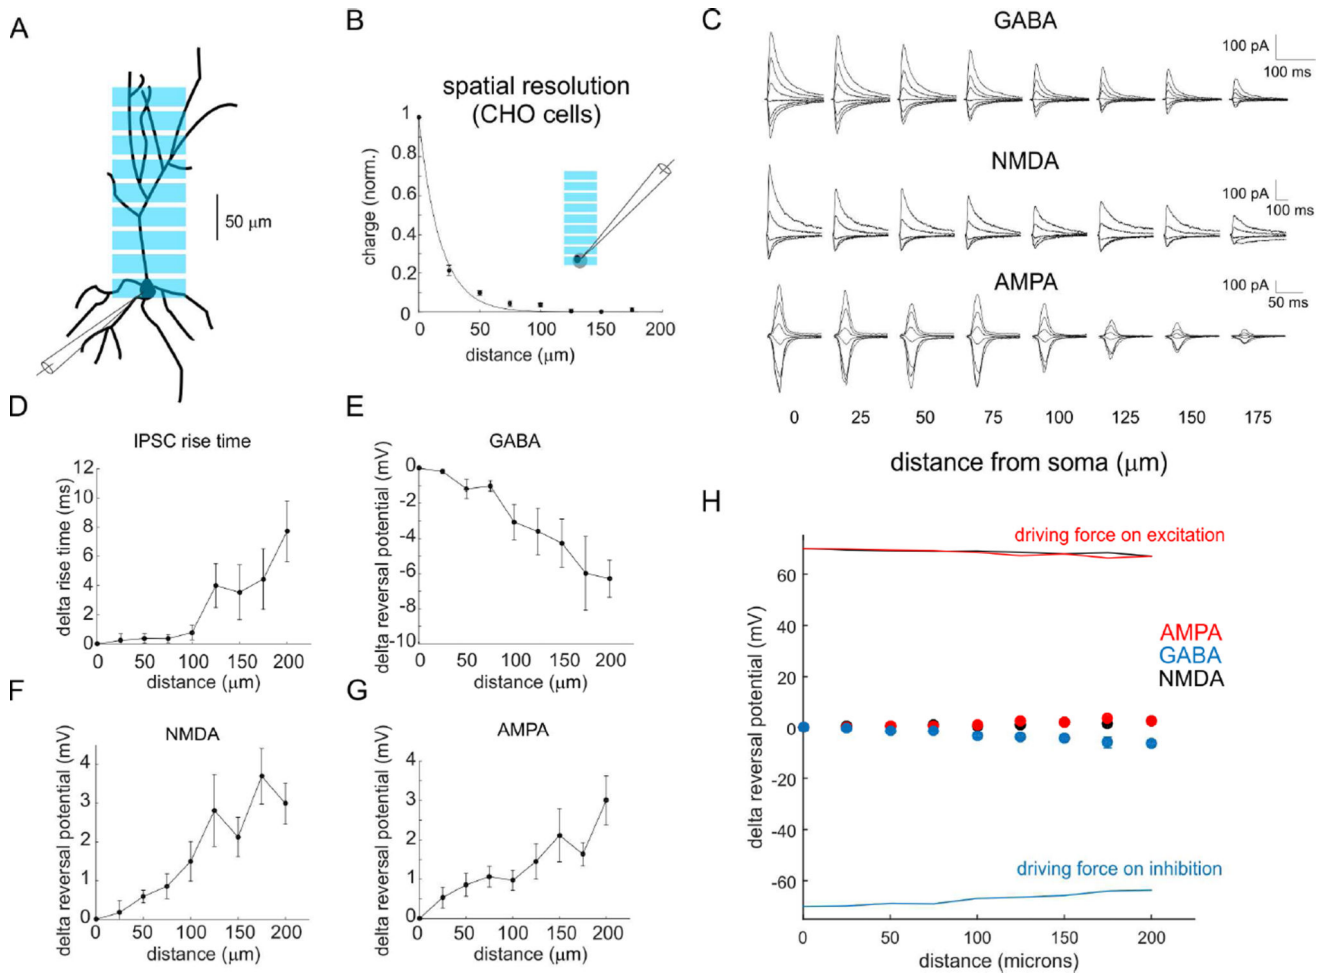 A
50 μm
B
spatial resolution
(CHO cells)
charge (norm.)
1
0.8
0.6
0.4
0.2
0
0 50 100 150 200
distance (μm)
C
GABA
100 pA
100 ms
NMDA
100 pA
100 ms
AMPA
100 pA
50 ms
0 25 50 75 100 125 150 175
distance from soma (μm)
D
IPSC rise time
delta rise time (ms)
12
10
8
6
4
2
0
0 50 100 150 200
distance (μm)
E
GABA
delta reversal potential (mV)
0
-2
-4
-6
-8
-10
0 50 100 150 200
distance (μm)
F
NMDA
delta reversal potential (mV)
4
3
2
1
0
0 50 100 150 200
distance (μm)
G
AMPA
delta reversal potential (mV)
4
3
2
1
0
0 50 100 150 200
distance (μm)
H
driving force on excitation
AMPA
GABA
NMDA
delta reversal potential (mV)
60
40
20
0
-20
-40
-60
driving force on inhibition
0 50 100 150 200
distance (microns)